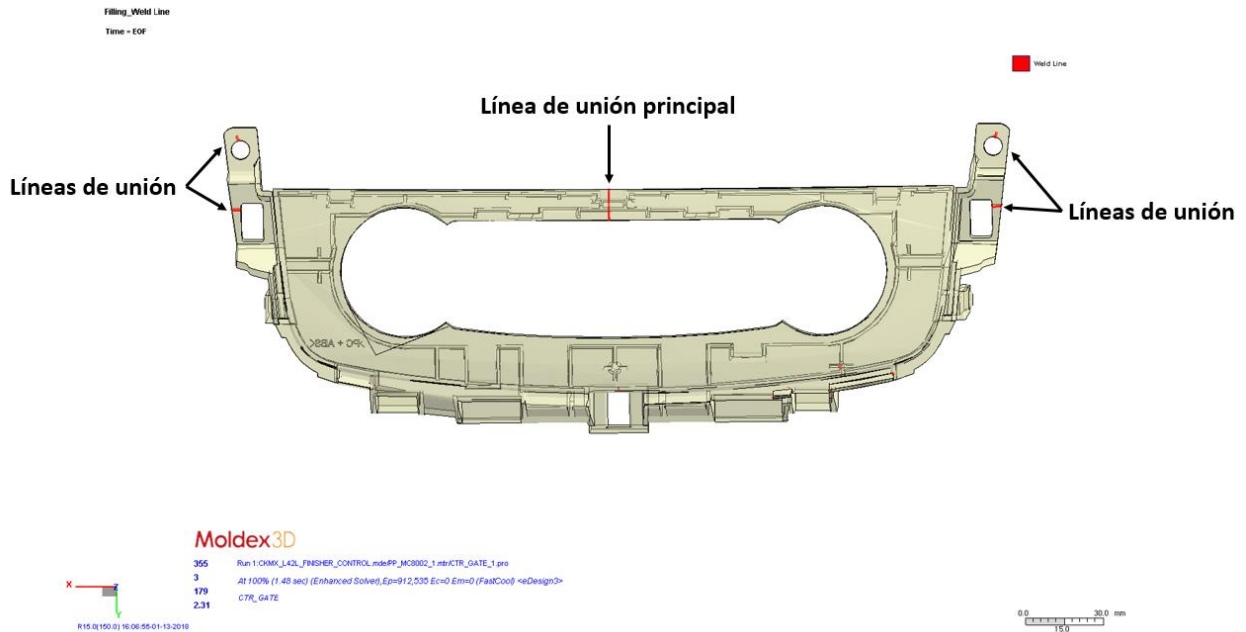 Filling_Weld Line
Time = EOF
Weld Line
Línea de unión principal
Líneas de unión
Líneas de unión
>PC + ABS<
Moldex3D
355 Run 1:CKMX_L42L_FINISHER_CONTROL.mde/PP_MC8002_1.mtr/CTR_GATE_1.pro
3 At 100% (1.48 sec) (Enhanced Solver),Ep=912,535 Ec=0 Em=0 (FastCool) <eDesign3>
179 CTR_GATE
2.31
X
Z
Y
R15.0(150.0) 16:06:55-01-13-2018
0.0 30.0 mm
15.0